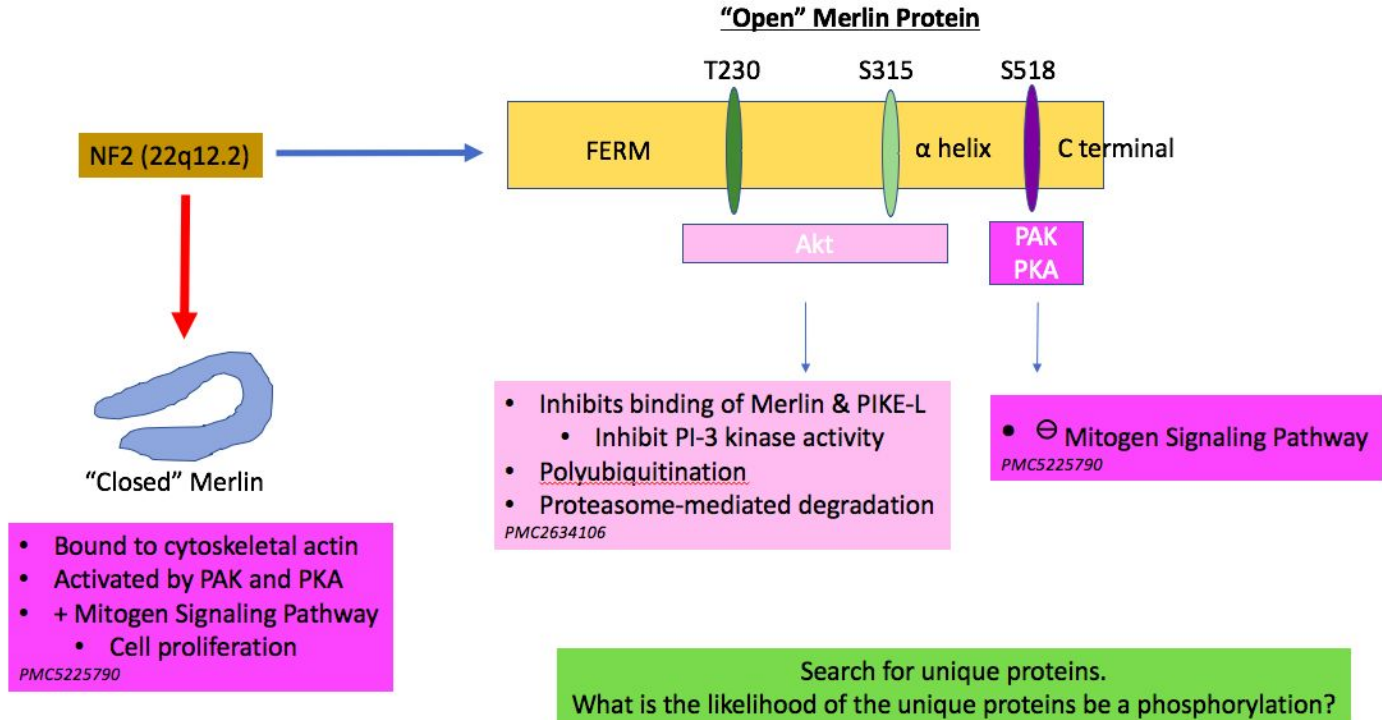 “Open” Merlin Protein
T230 S315 S518
NF2 (22q12.2)
FERM α helix C terminal
Akt
PAK
PKA
“Closed” Merlin
• Bound to cytoskeletal actin
• Activated by PAK and PKA
• + Mitogen Signaling Pathway
• Cell proliferation
PMC5225790
• Inhibits binding of Merlin & PIKE-L
• Inhibit PI-3 kinase activity
• Polyubiquitination
• Proteasome-mediated degradation
PMC2634106
• ⊖ Mitogen Signaling Pathway
PMC5225790
Search for unique proteins.
What is the likelihood of the unique proteins be a phosphorylation?